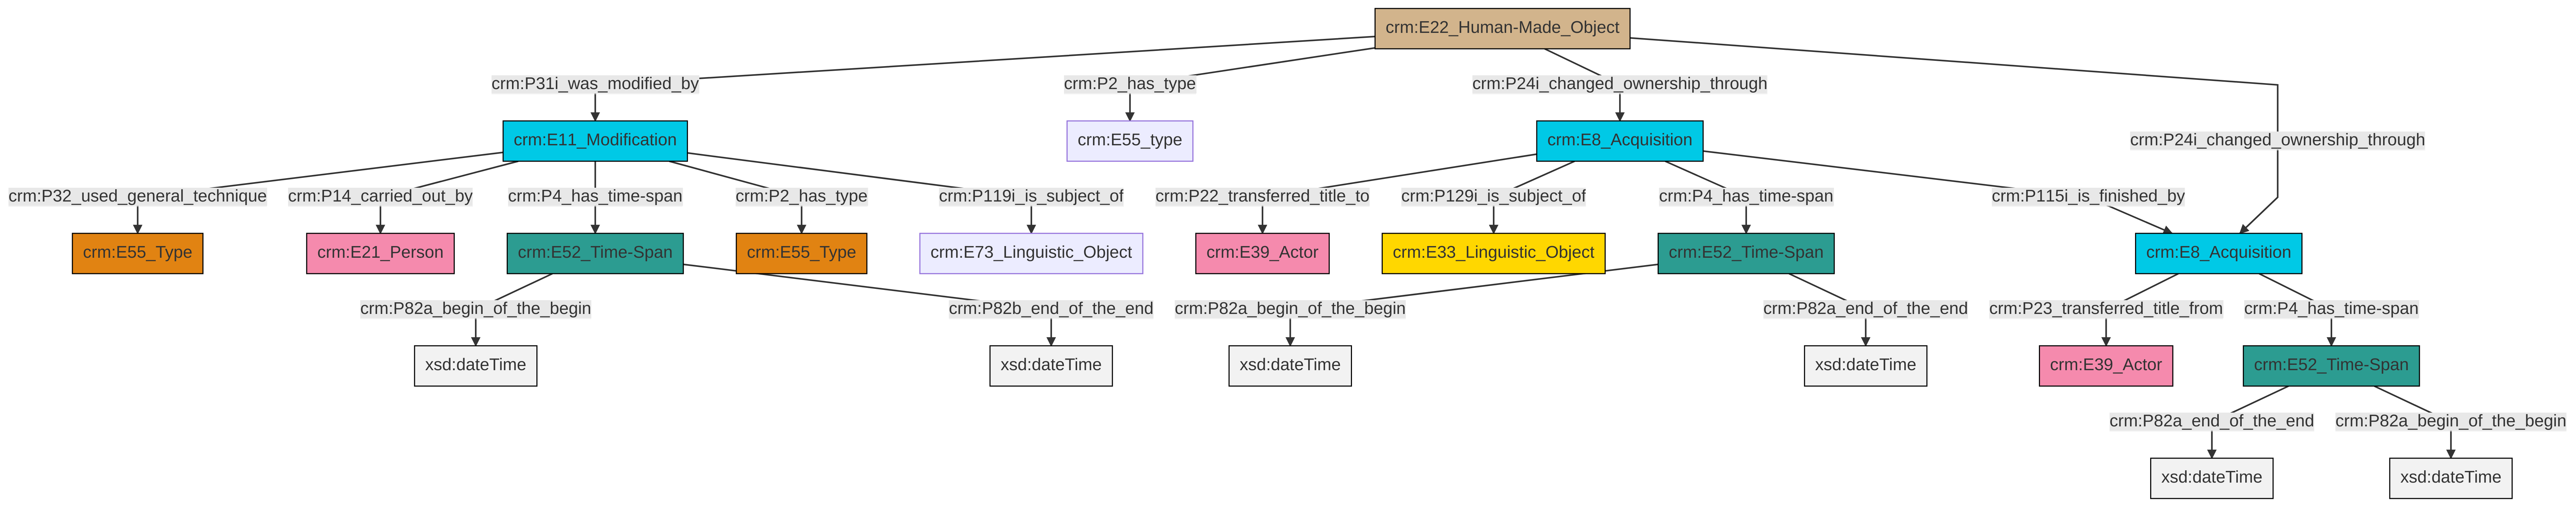 crm:E22_Human-Made_Object
crm:P31i_was_modified_by
crm:P2_has_type
crm:P24i_changed_ownership_through
crm:P24i_changed_ownership_through
crm:E11_Modification
crm:E55_type
crm:E8_Acquisition
crm:P32_used_general_technique
crm:P14_carried_out_by
crm:P4_has_time-span
crm:P2_has_type
crm:P119i_is_subject_of
crm:P22_transferred_title_to
crm:P129i_is_subject_of
crm:P4_has_time-span
crm:P115i_is_finished_by
crm:E55_Type
crm:E21_Person
crm:E52_Time-Span
crm:E55_Type
crm:E73_Linguistic_Object
crm:E39_Actor
crm:E33_Linguistic_Object
crm:E52_Time-Span
crm:E8_Acquisition
crm:P82a_begin_of_the_begin
crm:P82b_end_of_the_end
crm:P82a_begin_of_the_begin
crm:P82a_end_of_the_end
crm:P23_transferred_title_from
crm:P4_has_time-span
xsd:dateTime
xsd:dateTime
xsd:dateTime
xsd:dateTime
crm:E39_Actor
crm:E52_Time-Span
crm:P82a_end_of_the_end
crm:P82a_begin_of_the_begin
xsd:dateTime
xsd:dateTime